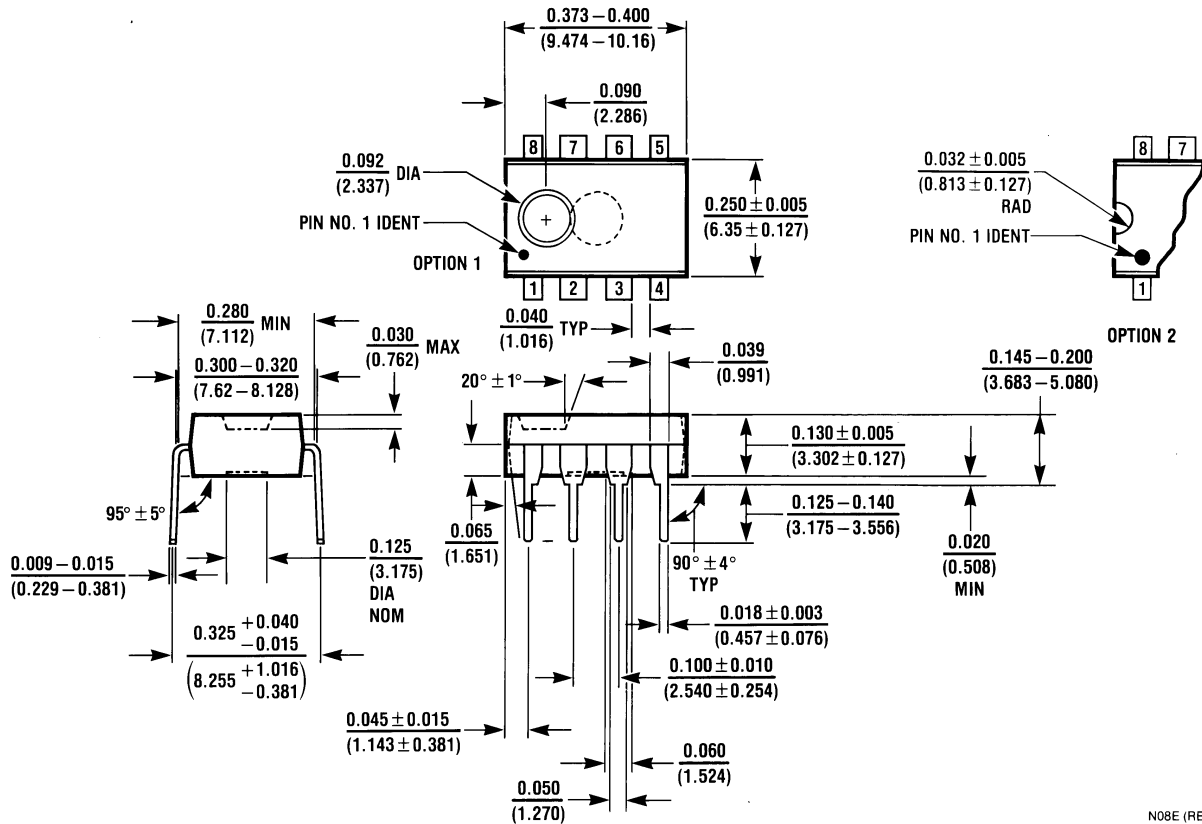 0.373 – 0.400
(9.474 – 10.16)
0.090
(2.286)
8 7 6 5
0.092 DIA
(2.337)
PIN NO. 1 IDENT
OPTION 1
+
0.250 ± 0.005
(6.35 ± 0.127)
1 2 3 4
8 7
0.032 ± 0.005
(0.813 ± 0.127)
RAD
PIN NO. 1 IDENT
1
OPTION 2
0.280 MIN
(7.112)
0.300 – 0.320
(7.62 – 8.128)
0.030 MAX
(0.762)
0.040 TYP
(1.016)
20° ± 1°
0.039
(0.991)
0.145 – 0.200
(3.683 – 5.080)
0.130 ± 0.005
(3.302 ± 0.127)
0.125 – 0.140
(3.175 – 3.556)
0.020
(0.508)
MIN
95° ± 5°
0.009 – 0.015
(0.229 – 0.381)
0.125
(3.175)
DIA
NOM
0.065
(1.651)
90° ± 4°
TYP
0.018 ± 0.003
(0.457 ± 0.076)
0.325 +0.040
–0.015
(8.255 +1.016
–0.381)
0.100 ± 0.010
(2.540 ± 0.254)
0.045 ± 0.015
(1.143 ± 0.381)
0.060
(1.524)
0.050
(1.270)
N08E